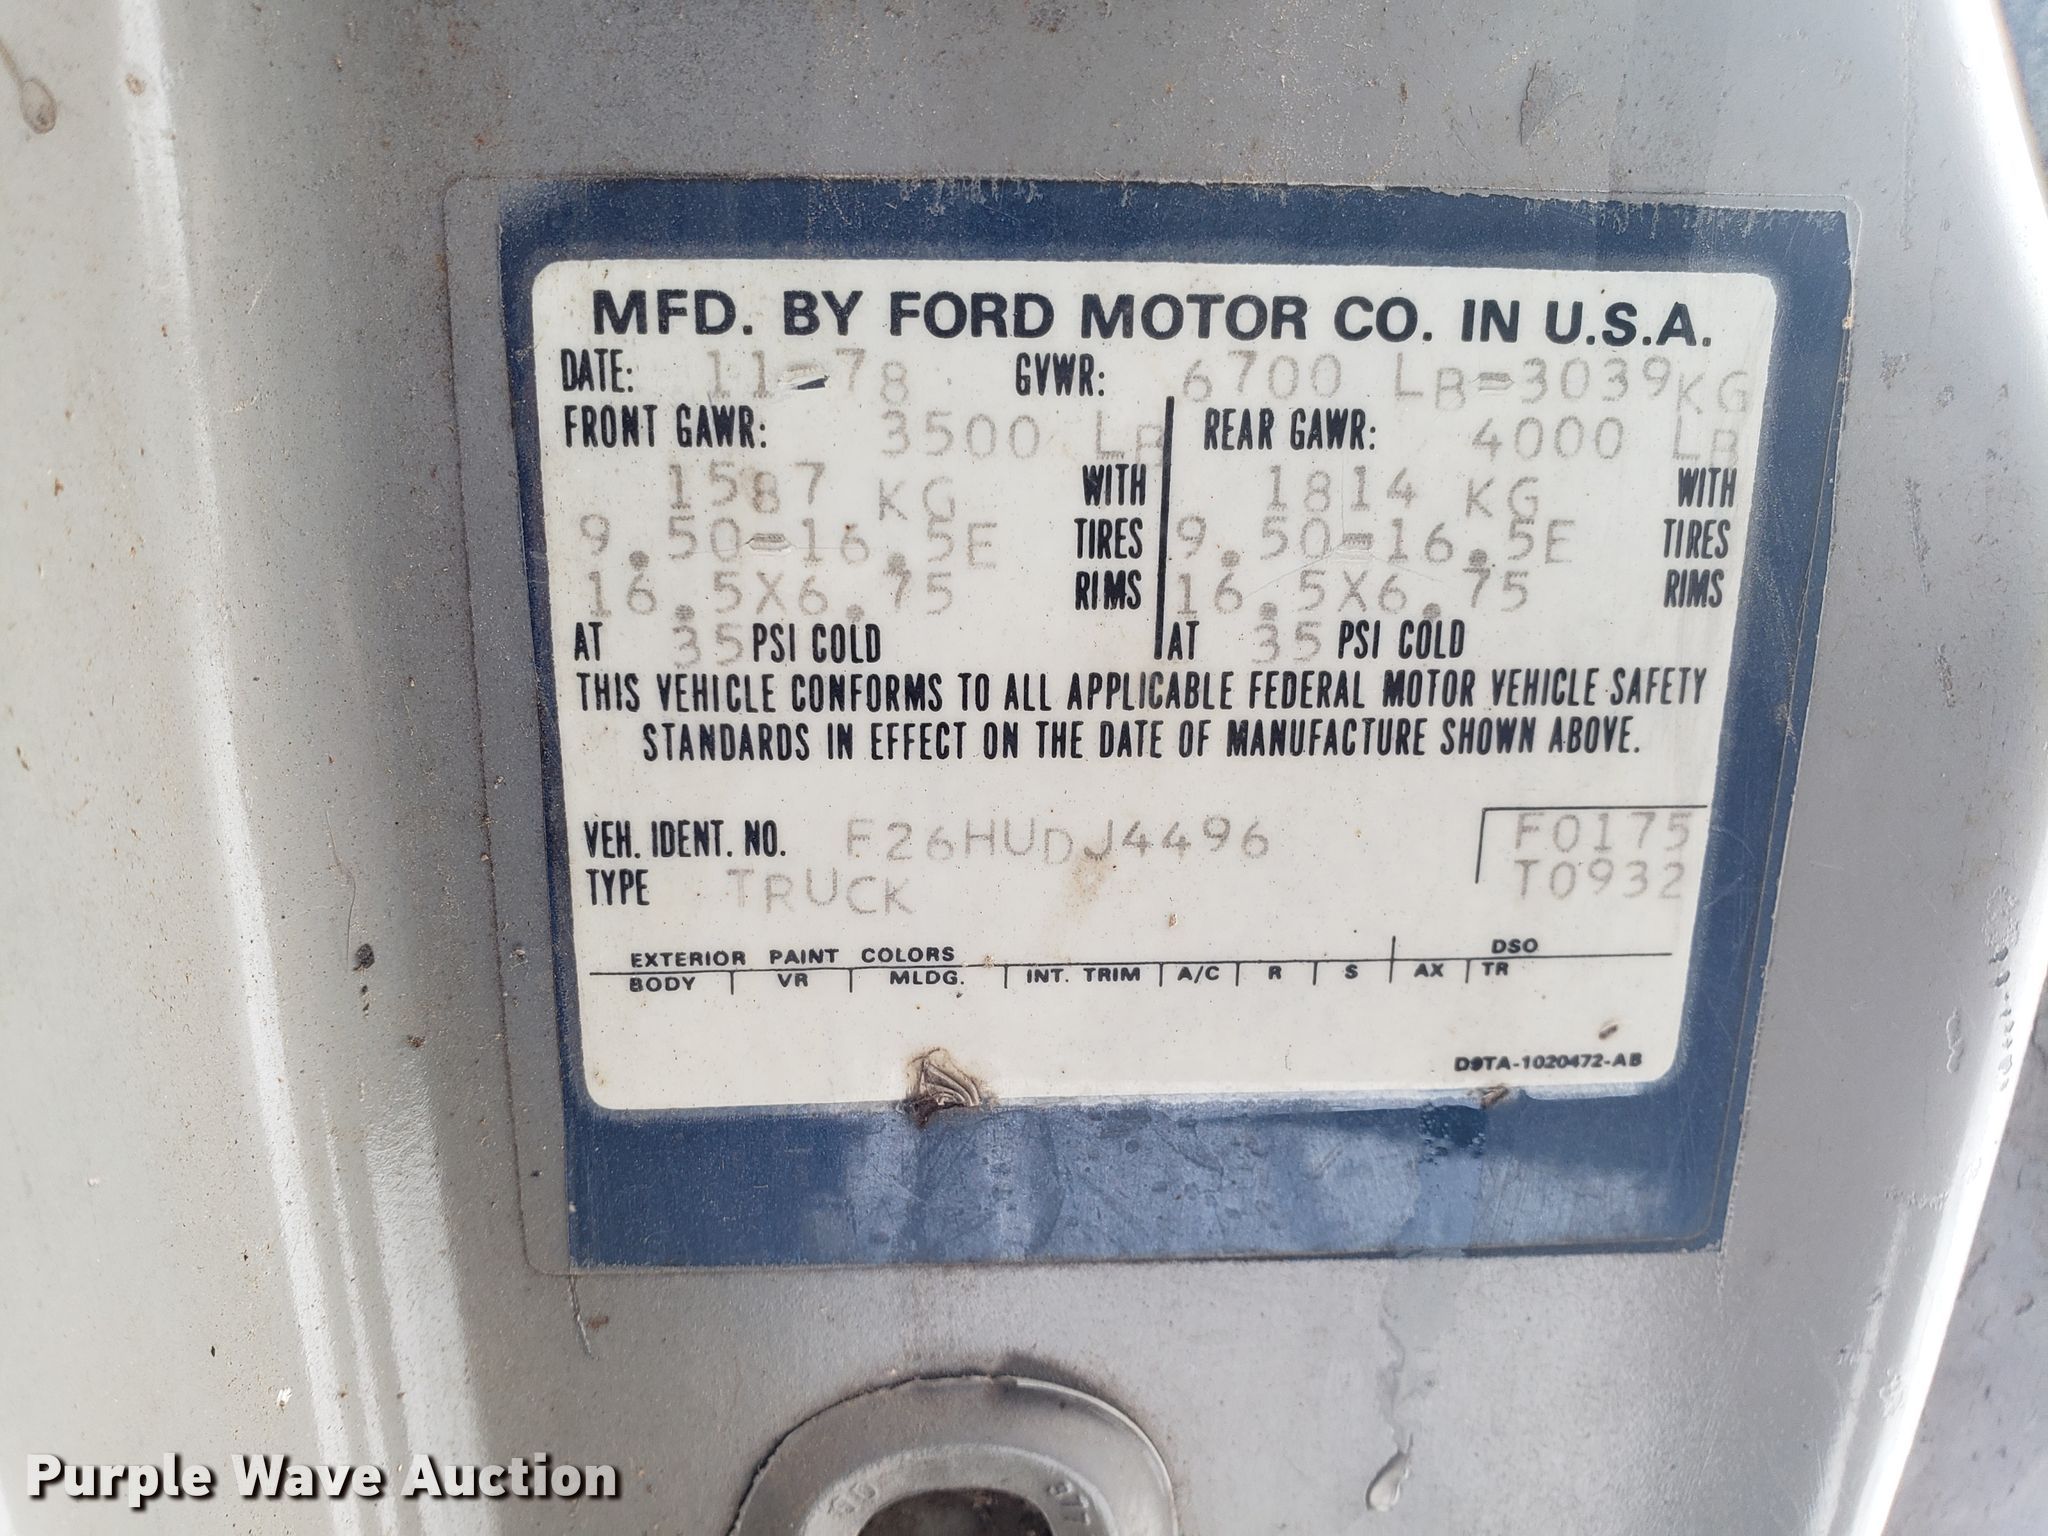 MFD. BY FORD MOTOR CO. IN U.S.A.
DATE: 11-78 GVWR: 6700 LB=3039KG
FRONT GAWR: 3500 LB REAR GAWR: 4000 LB
1587 KG WITH 1814 KG WITH
9.50-16.5E TIRES 9.50-16.5E TIRES
16.5X6.75 RIMS 16.5X6.75 RIMS
AT 35 PSI COLD AT 35 PSI COLD
THIS VEHICLE CONFORMS TO ALL APPLICABLE FEDERAL MOTOR VEHICLE SAFETY
STANDARDS IN EFFECT ON THE DATE OF MANUFACTURE SHOWN ABOVE.
VEH. IDENT. NO. F26HUDJ4496 F0175
TYPE TRUCK T0932
EXTERIOR PAINT COLORS DSO
BODY VR MLDG. INT. TRIM A/C R S AX TR
D9TA-1020472-AB
Purple Wave Auction